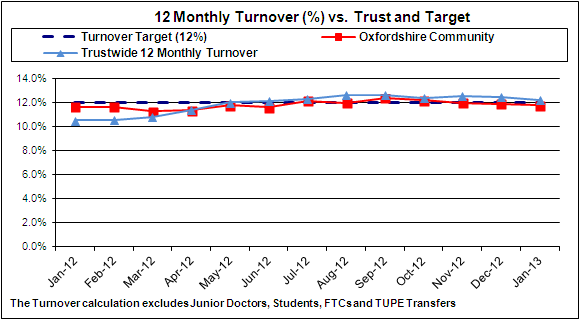 12 Monthly Turnover (%) vs. Trust and Target
Turnover Target (12%)
Oxfordshire Community
Trustwide 12 Monthly Turnover
14.0%
12.0%
10.0%
8.0%
6.0%
4.0%
2.0%
0.0%
Jan-12
Feb-12
Mar-12
Apr-12
May-12
Jun-12
Jul-12
Aug-12
Sep-12
Oct-12
Nov-12
Dec-12
Jan-13
The Turnover calculation excludes Junior Doctors, Students, FTCs and TUPE Transfers